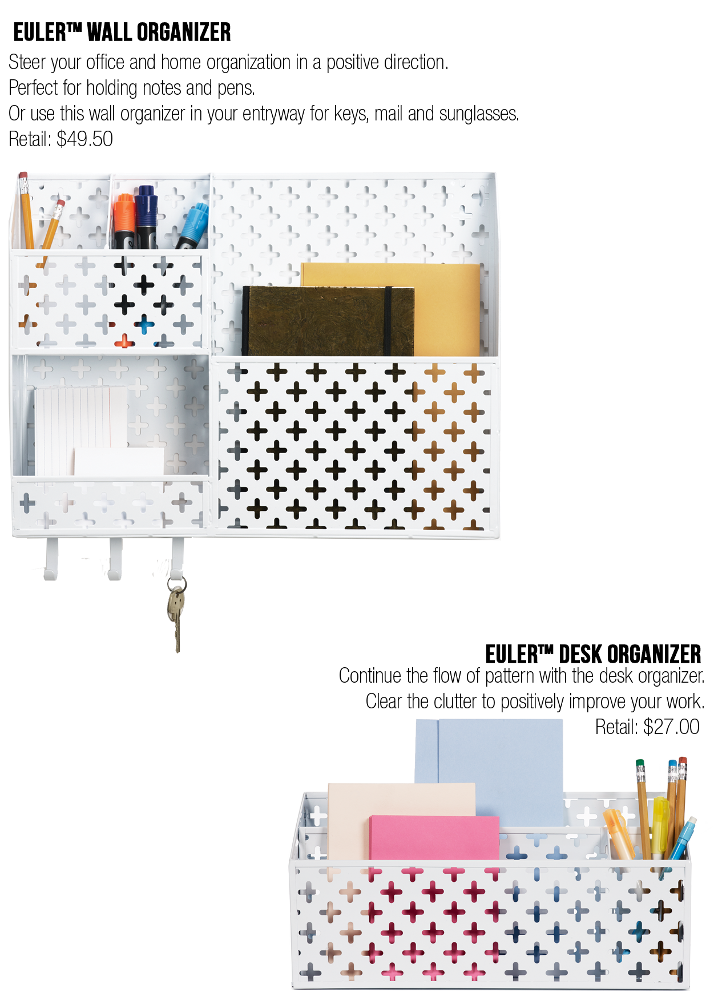 EULER™ WALL ORGANIZER
Steer your office and home organization in a positive direction.
Perfect for holding notes and pens.
Or use this wall organizer in your entryway for keys, mail and sunglasses.
Retail: $49.50
EULER™ DESK ORGANIZER
Continue the flow of pattern with the desk organizer.
Clear the clutter to positively improve your work.
Retail: $27.00